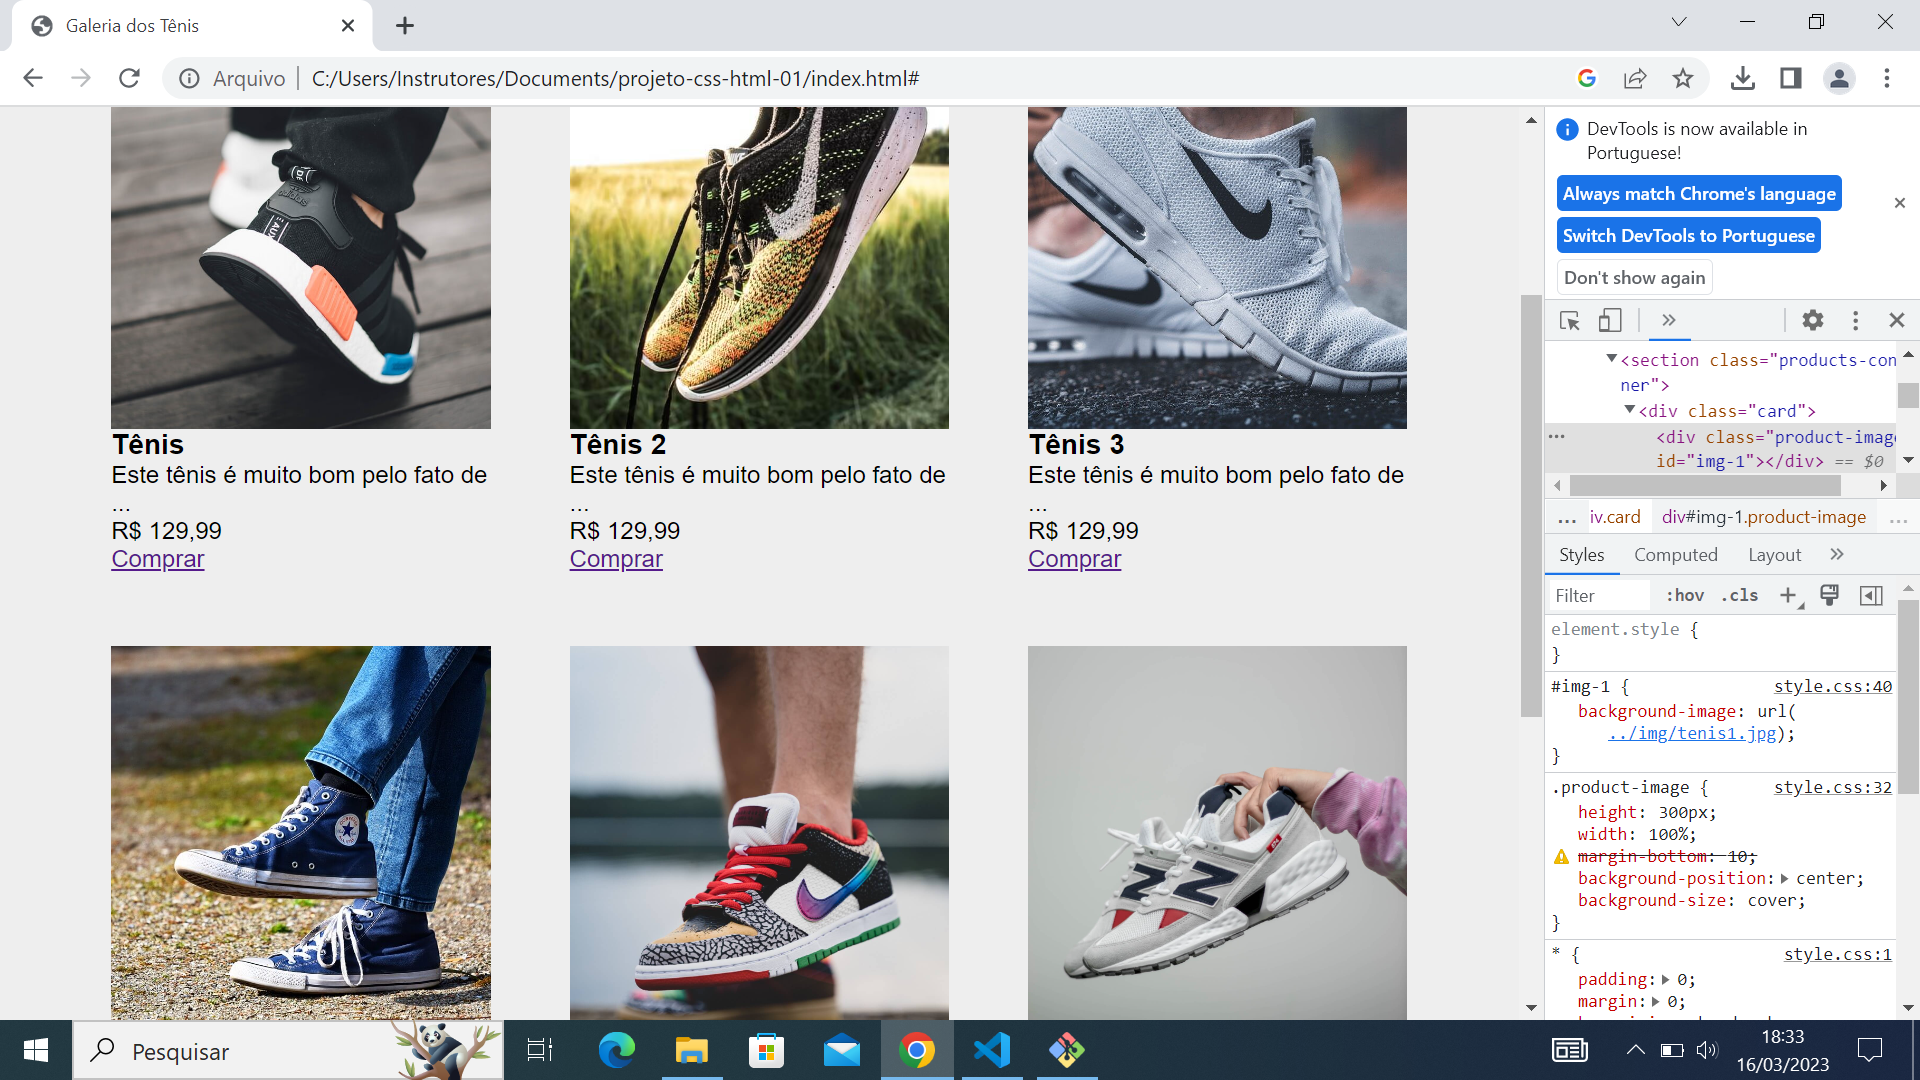 Galeria dos Tênis
Arquivo
C:/Users/Instrutores/Documents/projeto-css-html-01/index.html#
Tênis
Este tênis é muito bom pelo fato de
...
R$ 129,99
Comprar
Tênis 2
Este tênis é muito bom pelo fato de
...
R$ 129,99
Comprar
Tênis 3
Este tênis é muito bom pelo fato de
...
R$ 129,99
Comprar
DevTools is now available in
Portuguese!
Always match Chrome's language
Switch DevTools to Portuguese
Don't show again
<section class="products-con
ner">
<div class="card">
<div class="product-imag
id="img-1"></div> == $0
... iv.card div#img-1.product-image ...
Styles Computed Layout
Filter :hov .cls
element.style {
}
#img-1 { style.css:40
background-image: url(
../img/tenis1.jpg);
}
.product-image { style.css:32
height: 300px;
width: 100%;
margin-bottom: 10;
background-position: center;
background-size: cover;
}
* { style.css:1
padding: 0;
margin: 0;
Pesquisar
18:33
16/03/2023